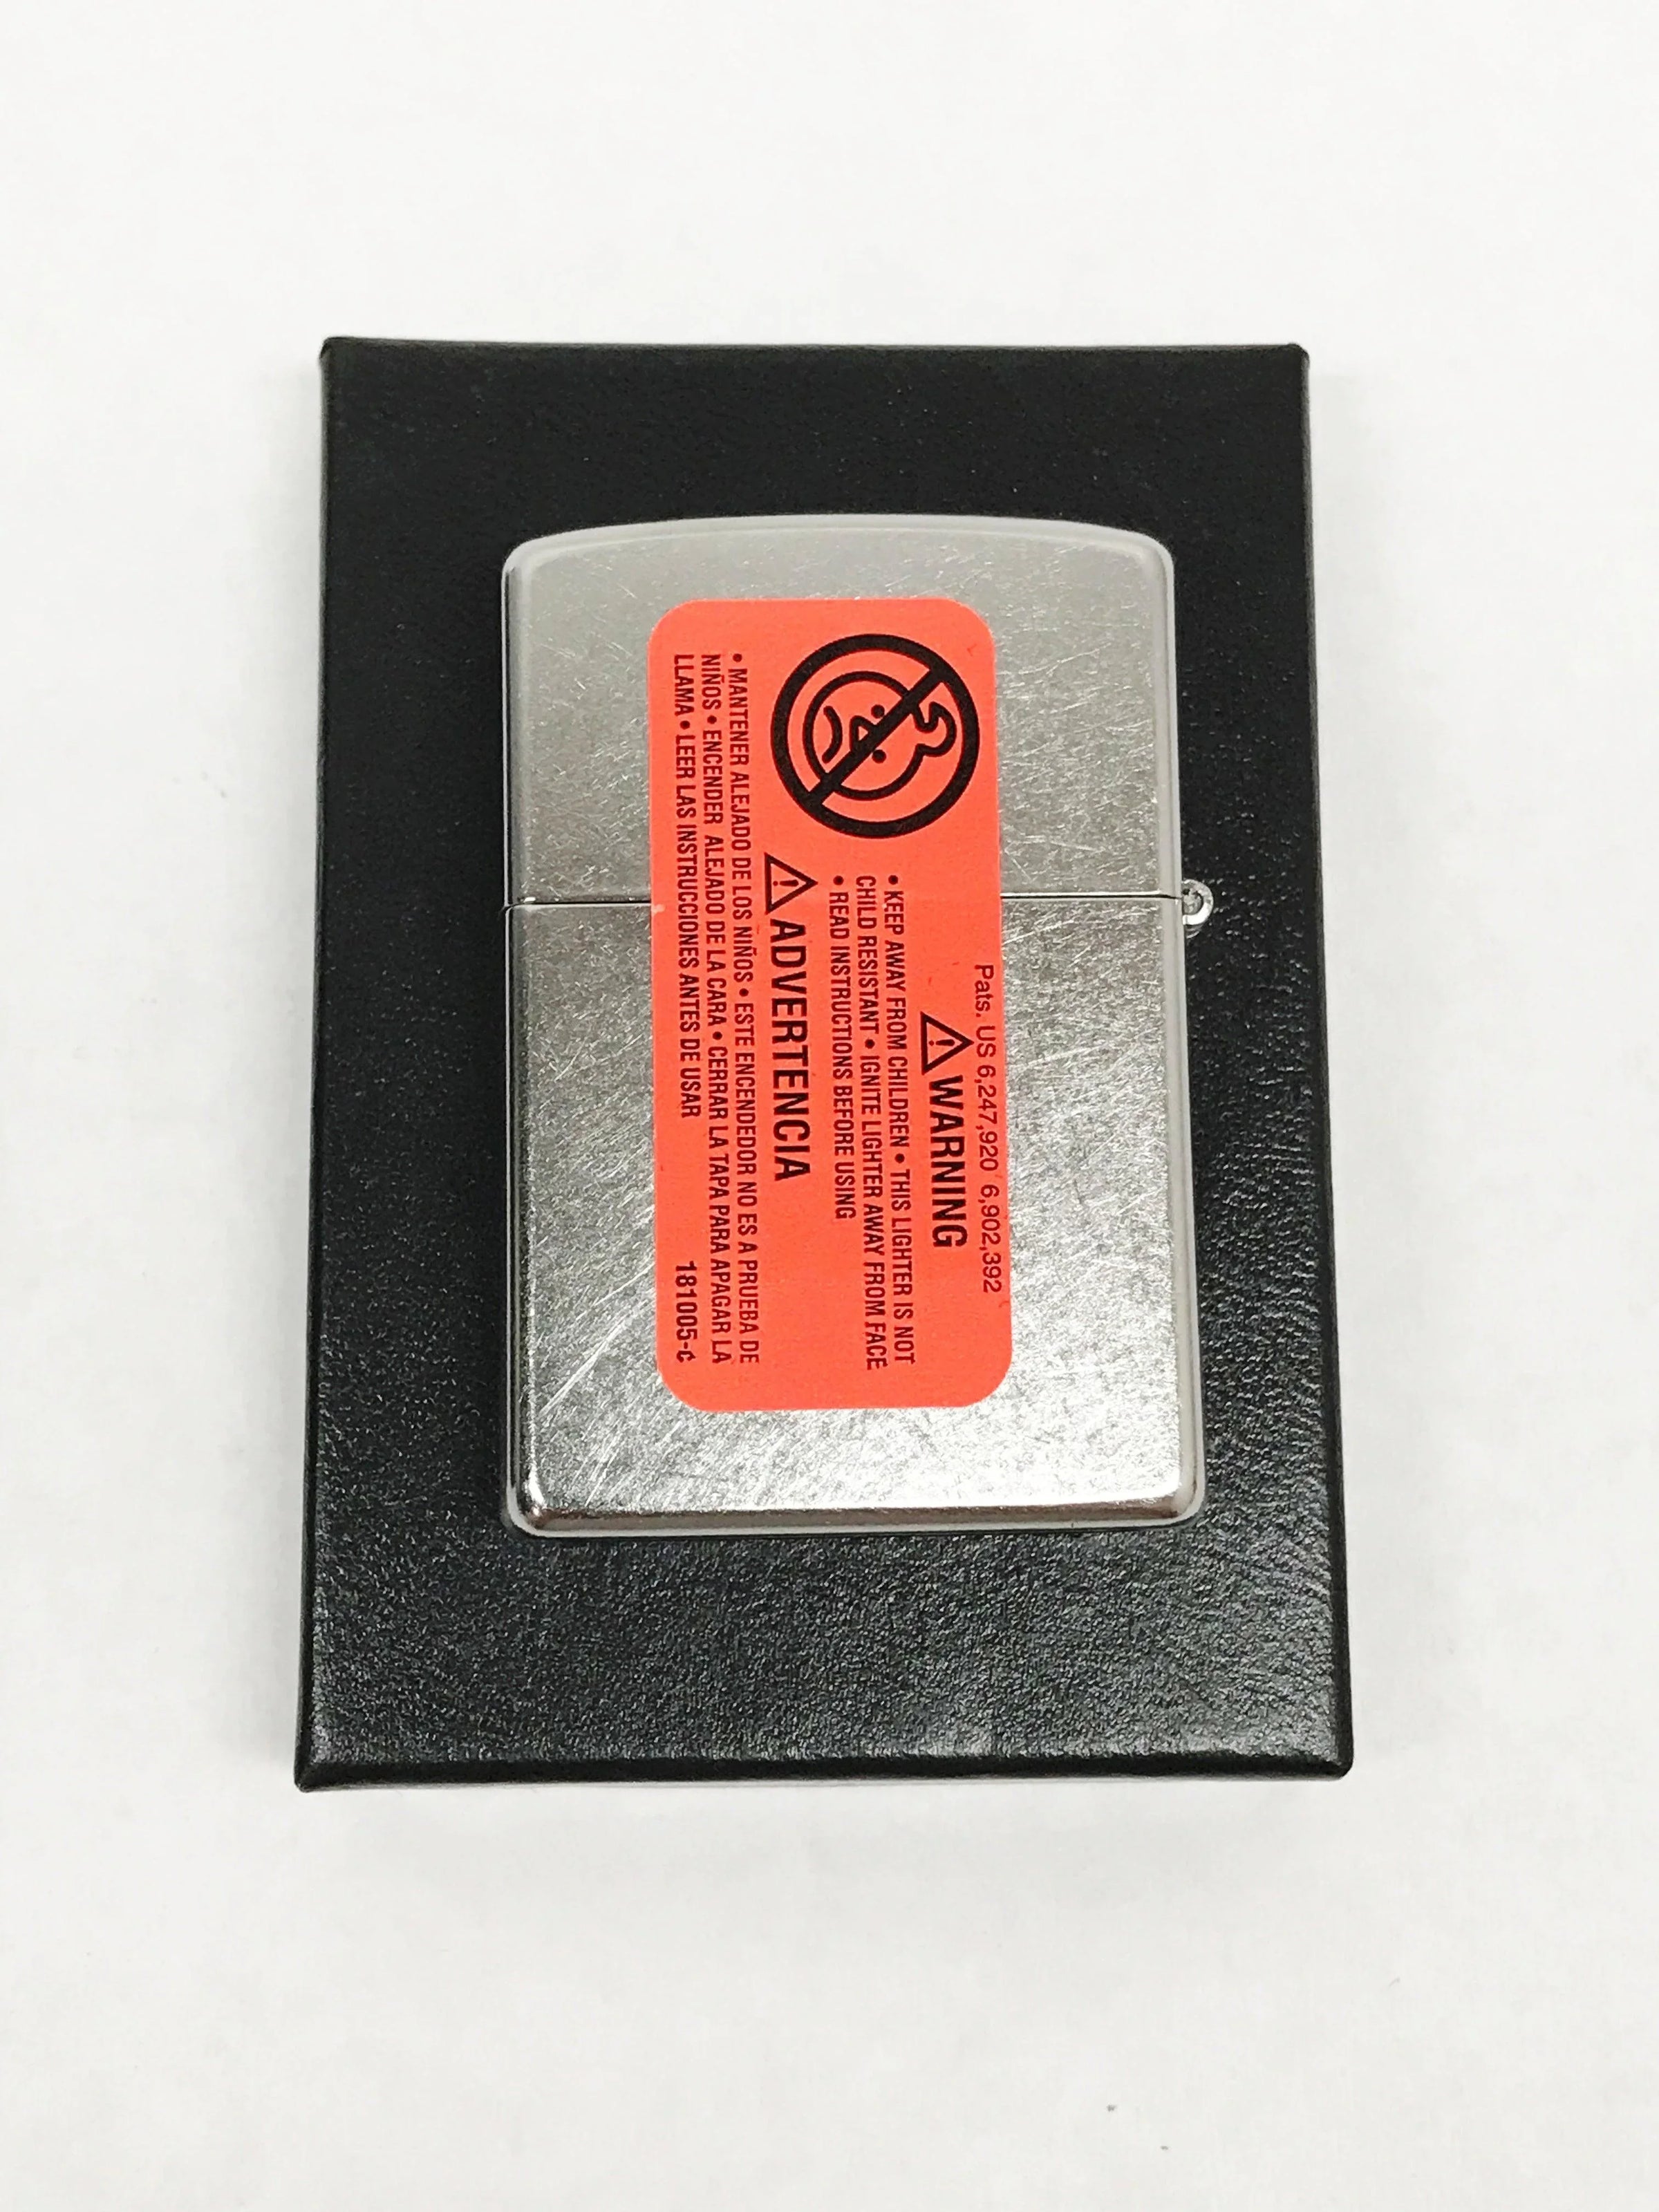 Pats. US 6,247,920 6,902,392
WARNING
• KEEP AWAY FROM CHILDREN • THIS LIGHTER IS NOT
CHILD RESISTANT • IGNITE LIGHTER AWAY FROM FACE
• READ INSTRUCTIONS BEFORE USING
ADVERTENCIA
• MANTENER ALEJADO DE LOS NIÑOS • ESTE ENCENDEDOR NO ES A PRUEBA DE
NIÑOS • ENCENDER ALEJADO DE LA CARA • CERRAR LA TAPA PARA APAGAR LA
LLAMA • LEER LAS INSTRUCCIONES ANTES DE USAR
181005-c